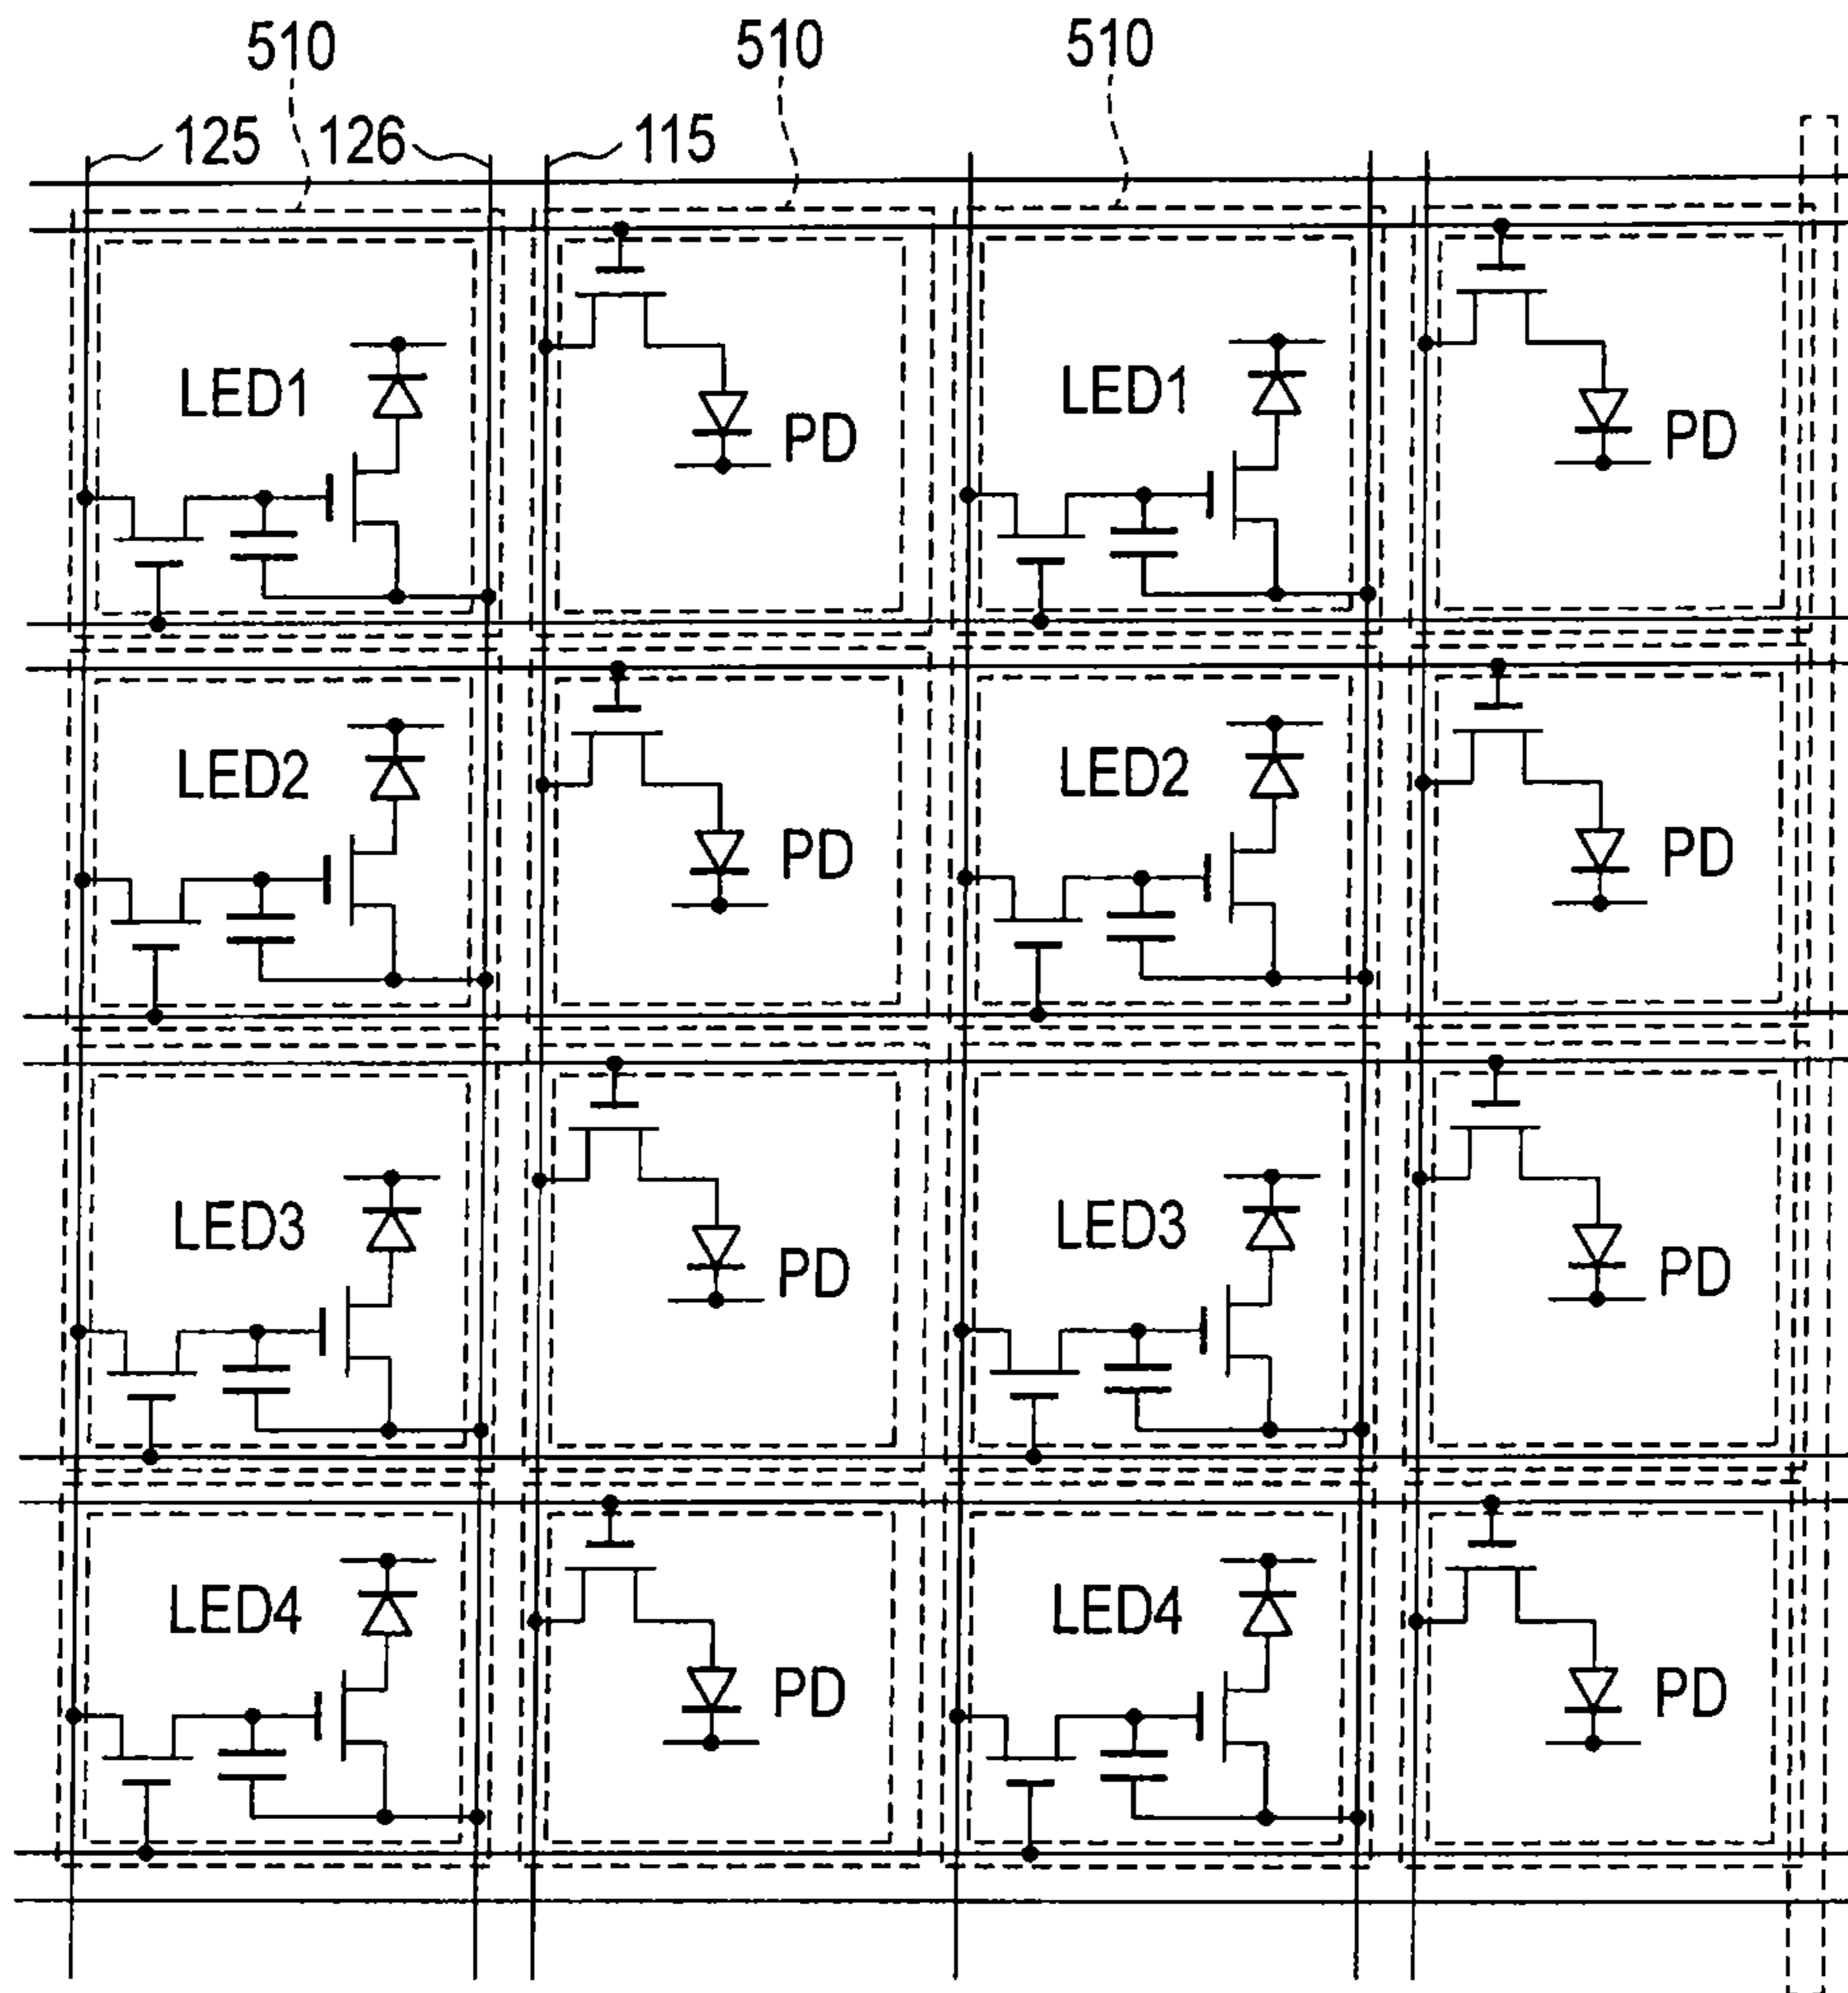 510 510 510
125 126 115
LED1 PD LED1 PD
LED2 PD LED2 PD
LED3 PD LED3 PD
LED4 PD LED4 PD